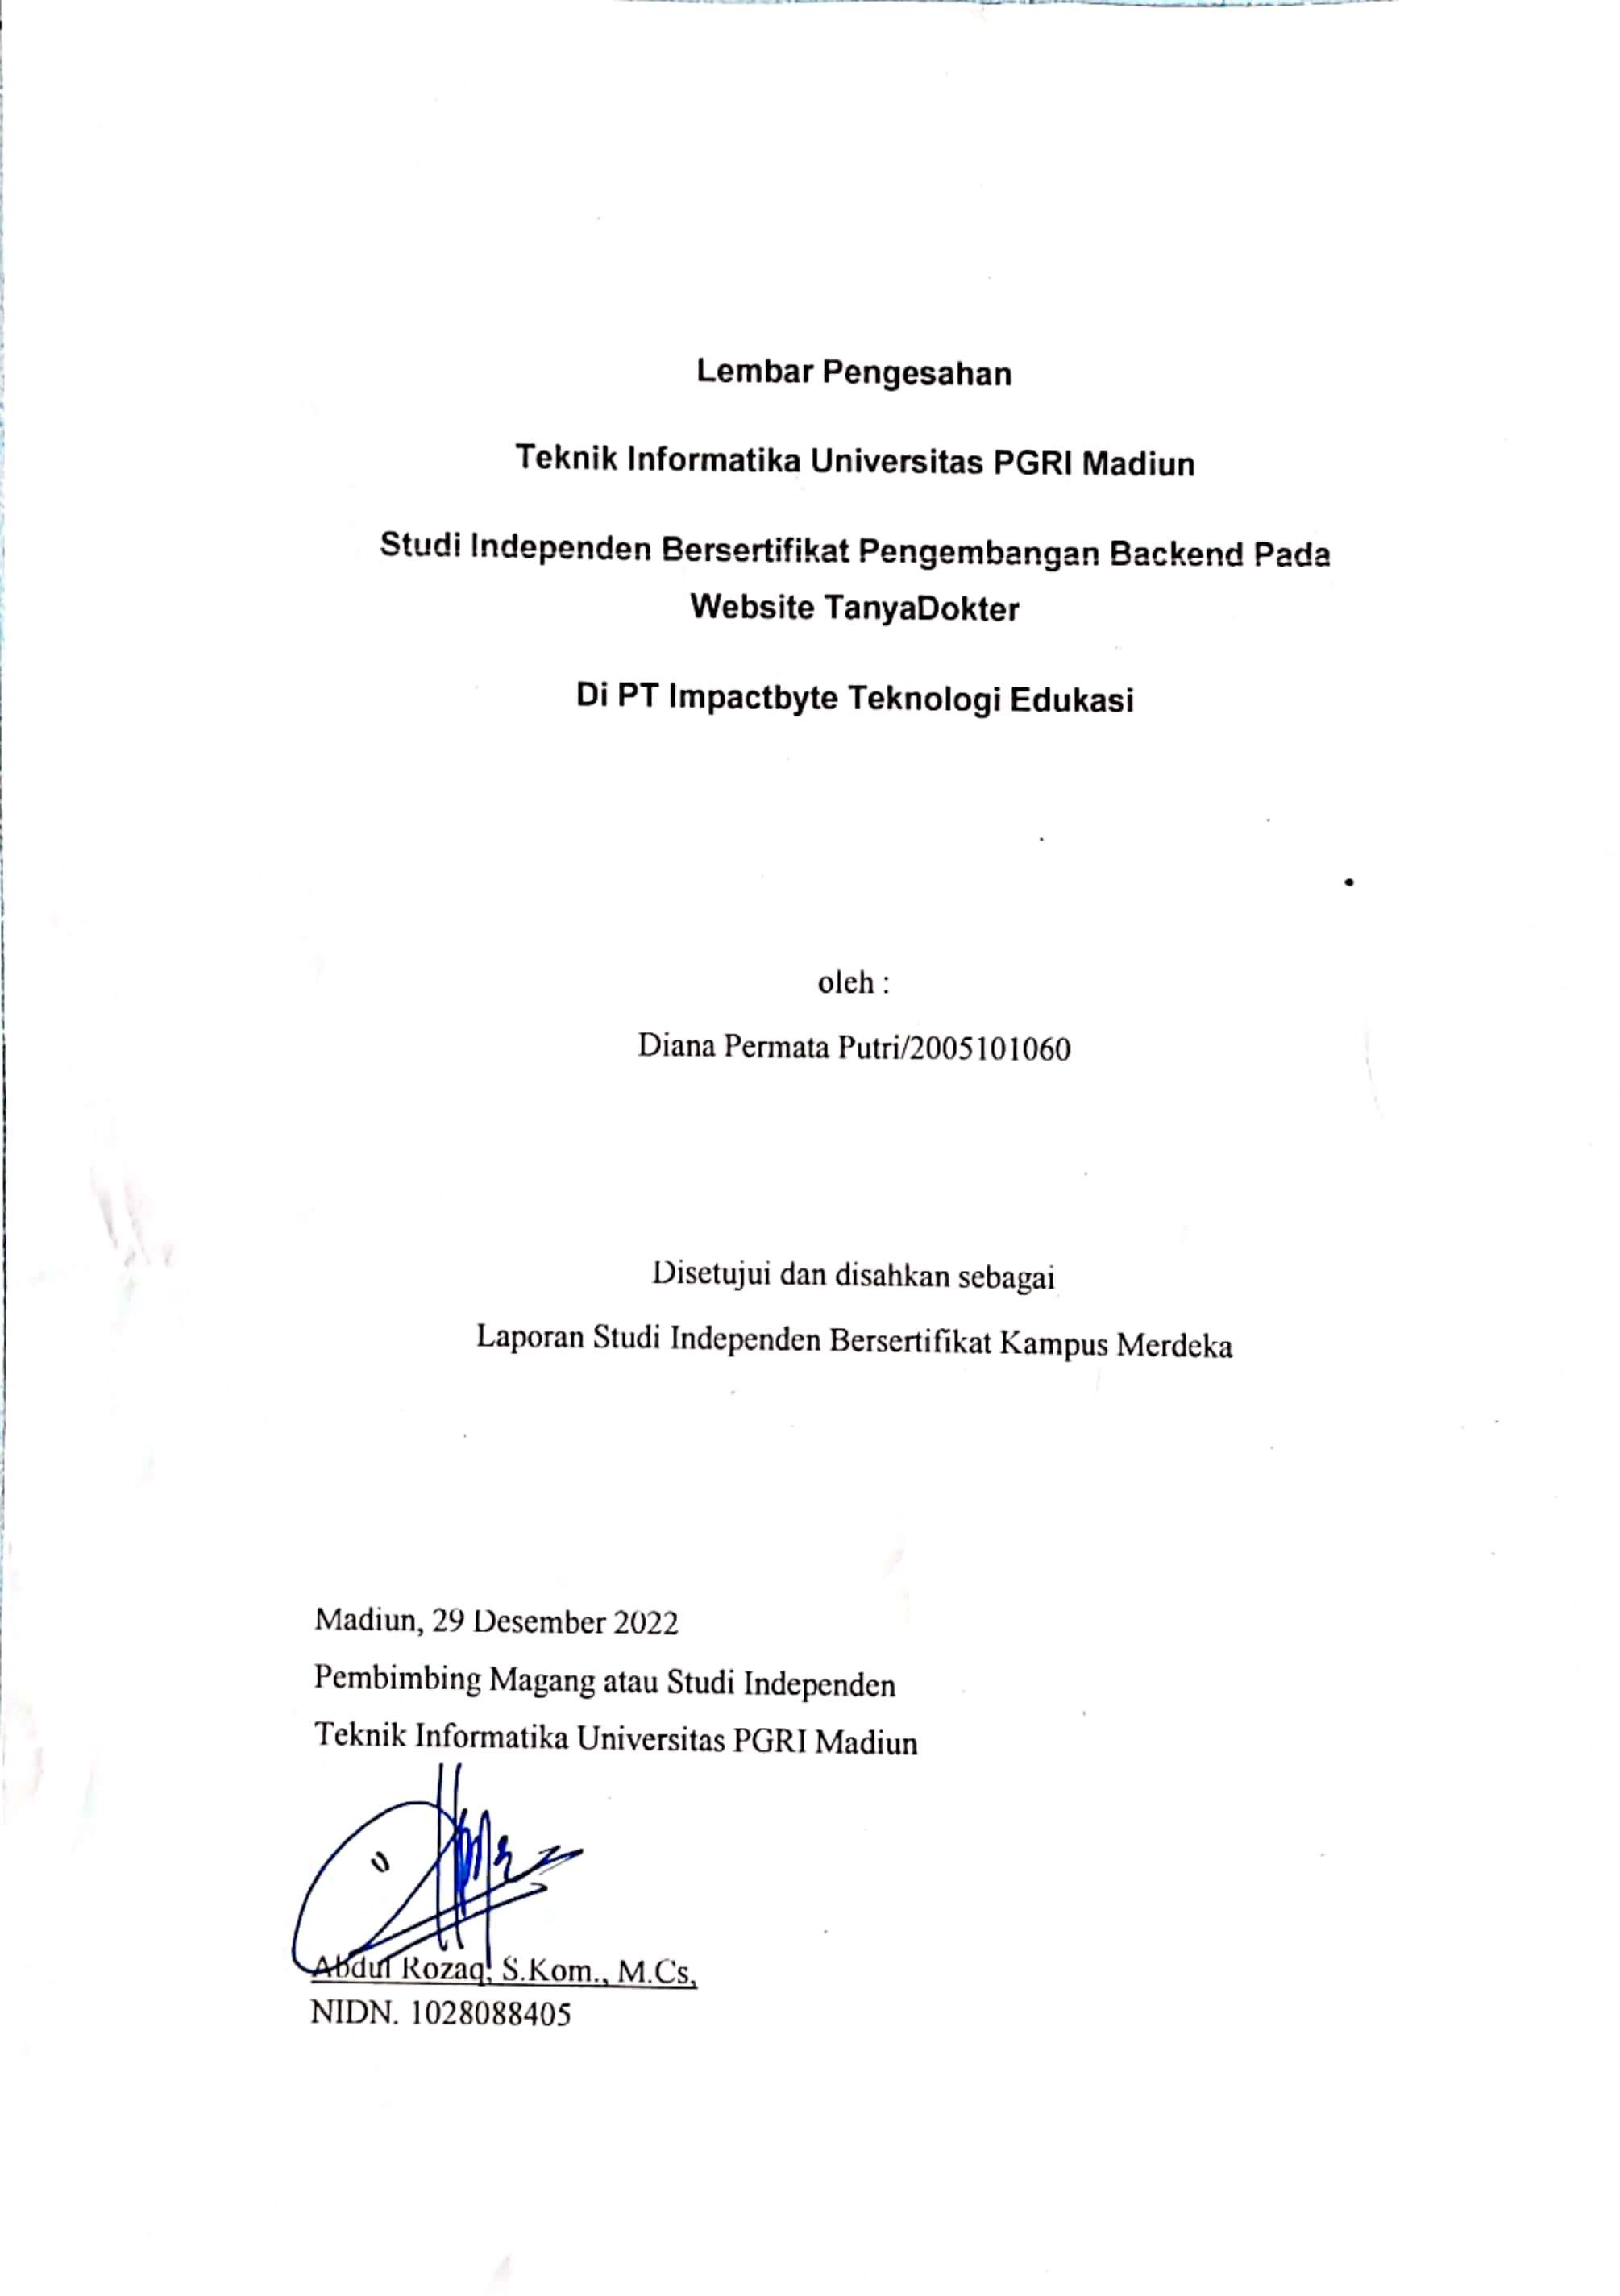 Lembar Pengesahan
Teknik Informatika Universitas PGRI Madiun
Studi Independen Bersertifikat Pengembangan Backend Pada
Website TanyaDokter
Di PT Impactbyte Teknologi Edukasi
oleh :
Diana Permata Putri/2005101060
Disetujui dan disahkan sebagai
Laporan Studi Independen Bersertifikat Kampus Merdeka
Madiun, 29 Desember 2022
Pembimbing Magang atau Studi Independen
Teknik Informatika Universitas PGRI Madiun
Abdul Rozaq, S.Kom., M.Cs,
NIDN. 1028088405